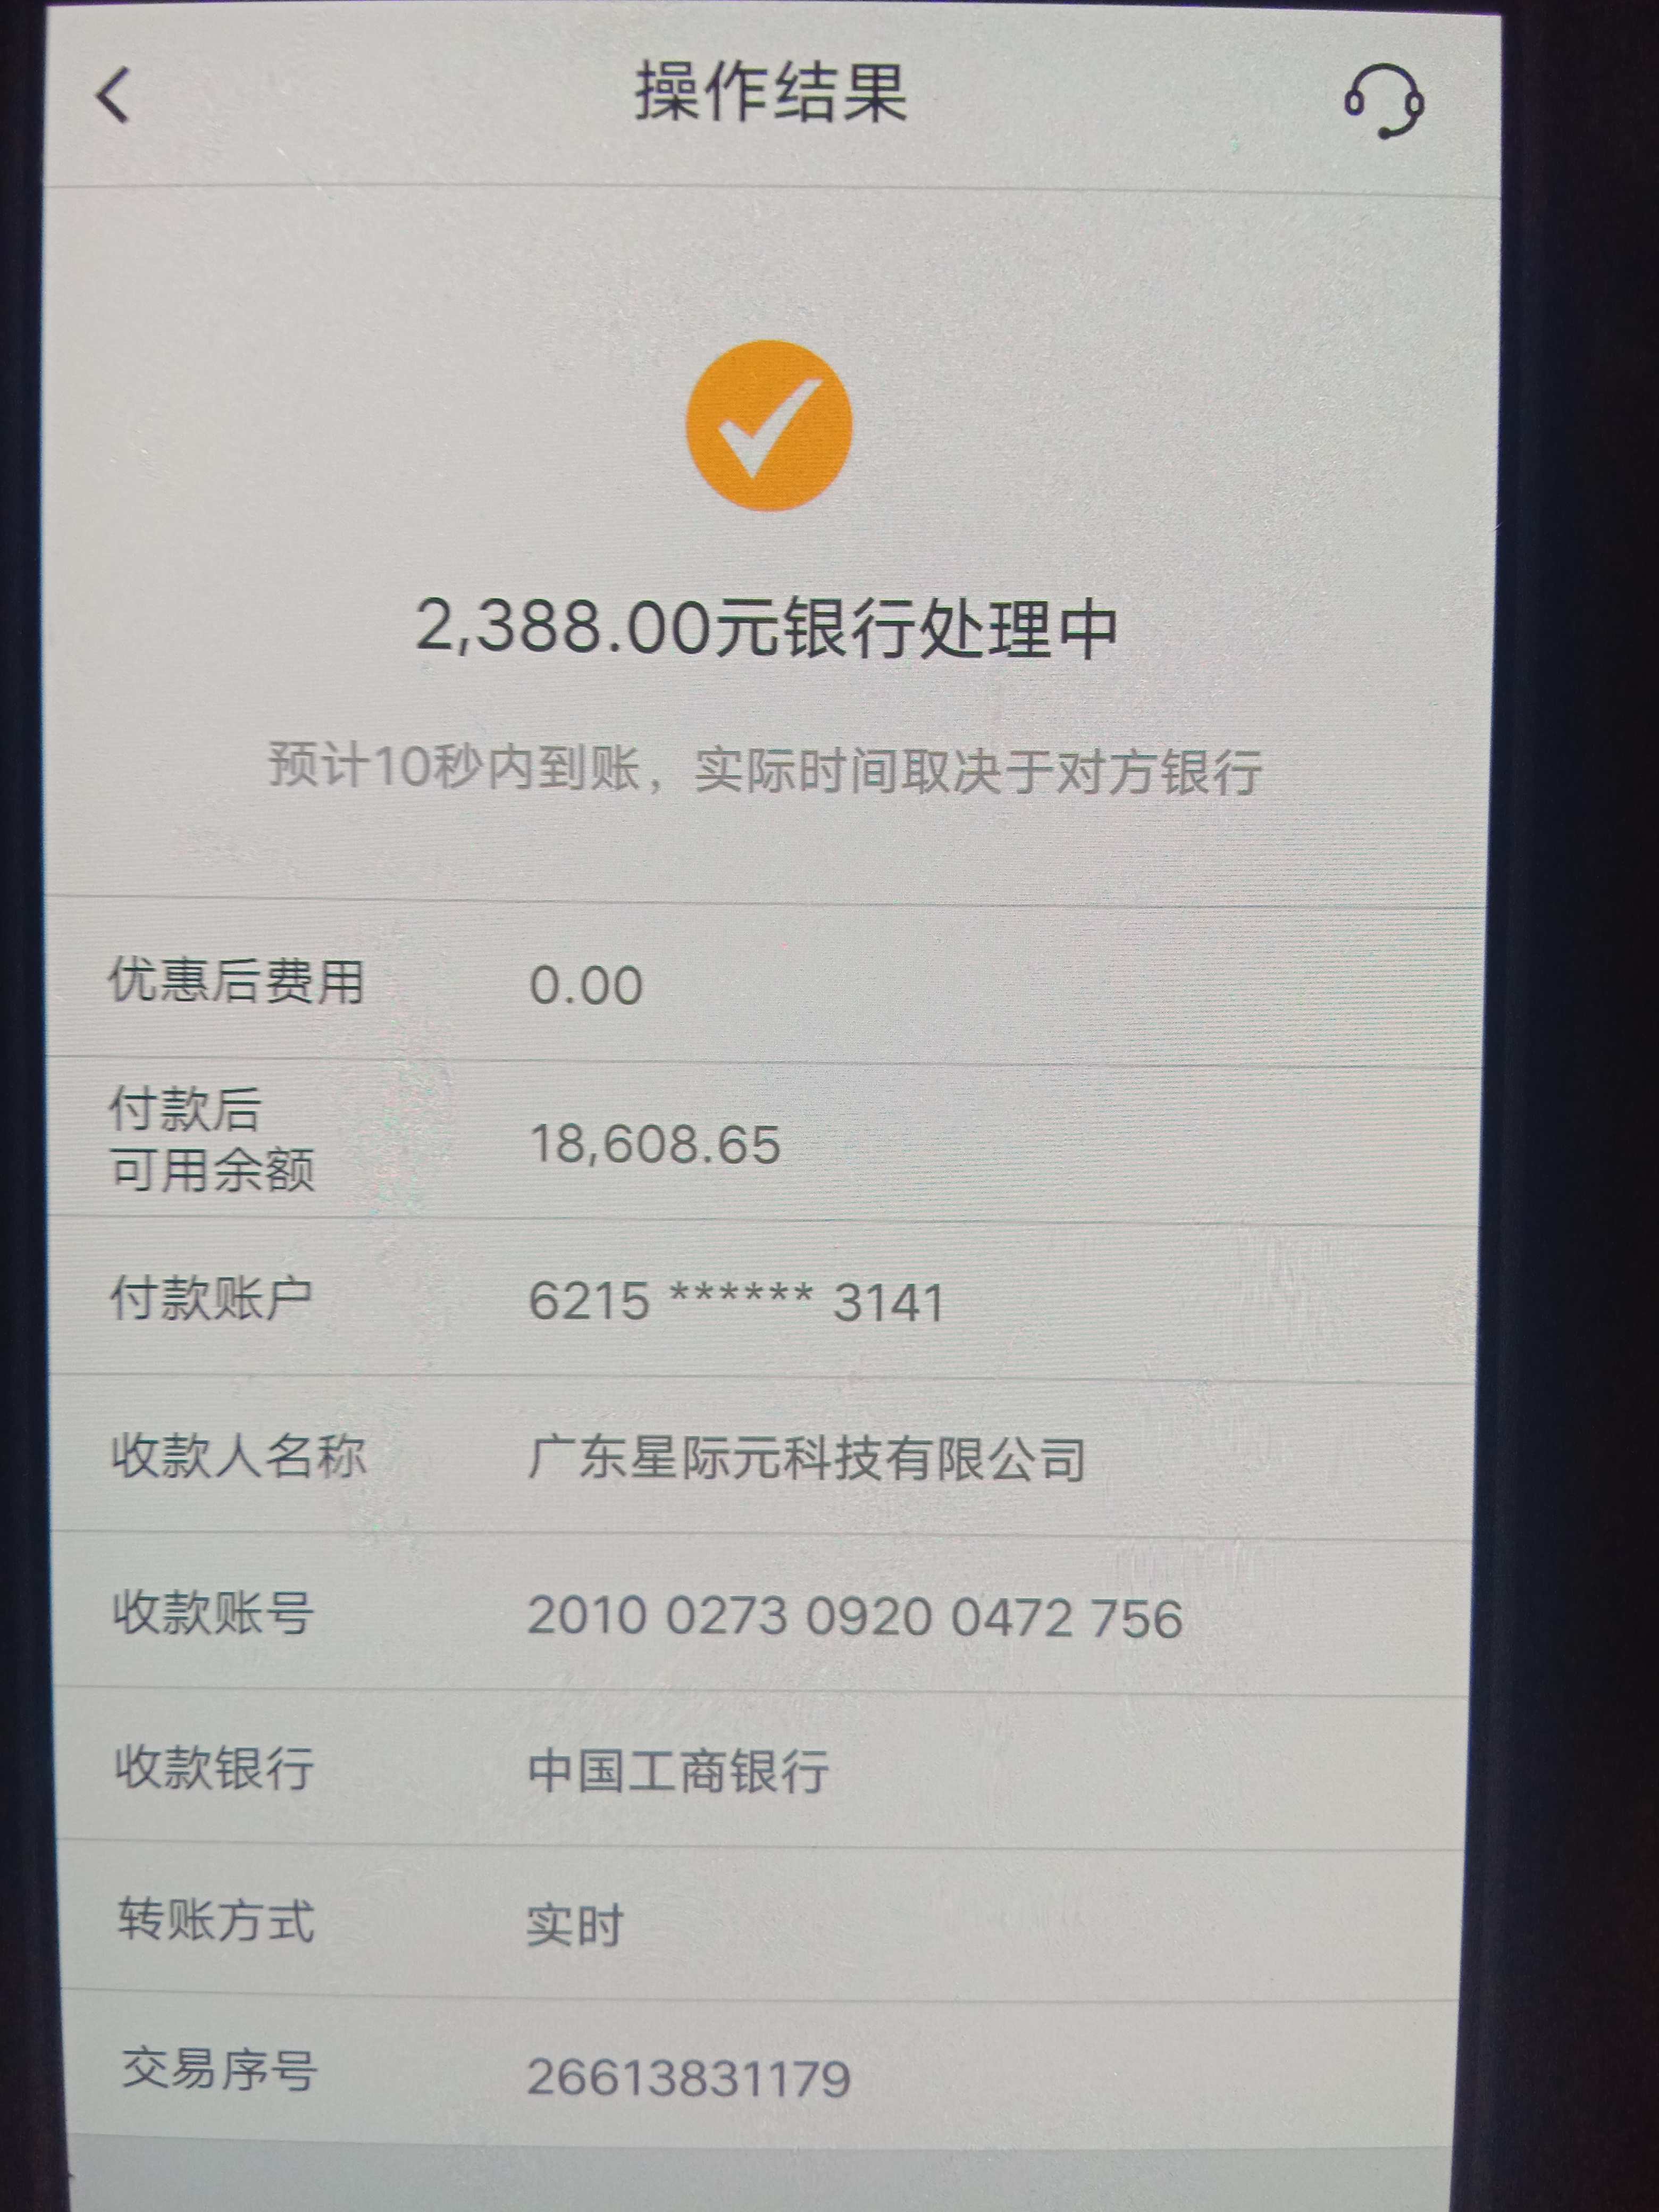 操作结果
2,388.00元银行处理中
预计10秒内到账，实际时间取决于对方银行
优惠后费用 0.00
付款后
可用余额 18,608.65
付款账户 6215 ****** 3141
收款人名称 广东星际元科技有限公司
收款账号 2010 0273 0920 0472 756
收款银行 中国工商银行
转账方式 实时
交易序号 26613831179